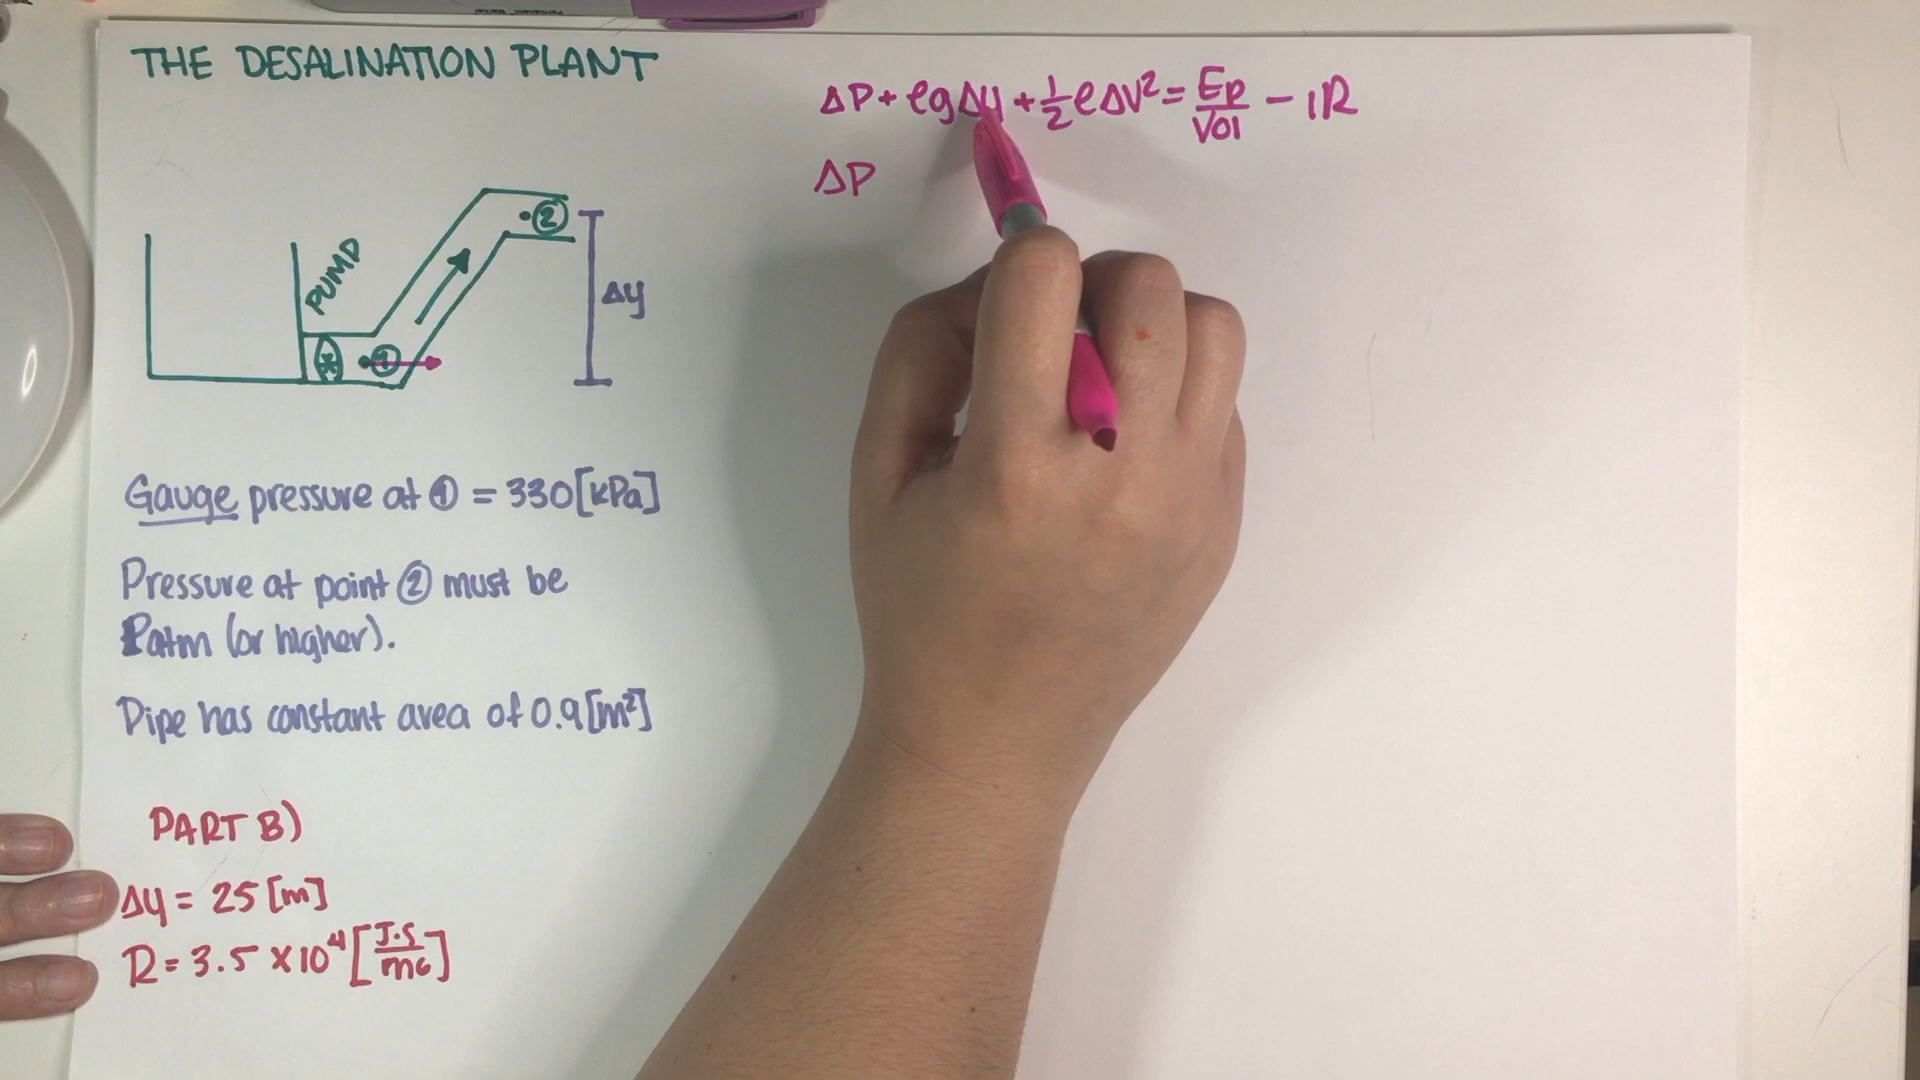 THE DESALINATION PLANT
ΔP + ρgΔy + 1/2 ρΔv² = Ep/Vol - IR
ΔP
PUMP
①
②
Δy
Gauge pressure at ① = 330[kPa]
Pressure at point ② must be
Patm (or higher).
Pipe has constant area of 0.9[m²]
PART B)
Δy = 25 [m]
R = 3.5 x 10⁴ [J·s/m6]